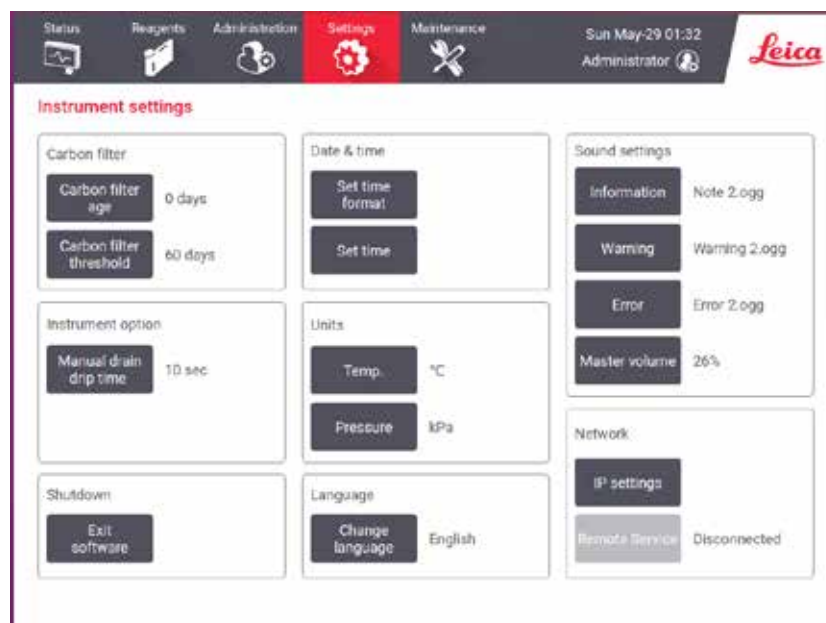 Status
Reagents
Administration
Settings
Maintenance
Sun May-29 01:32
Administrator
Leica
Instrument settings
Carbon filter
Carbon filter
age
0 days
Carbon filter
threshold
60 days
Instrument option
Manual drain
drip time
10 sec
Shutdown
Exit
software
Date & time
Set time
format
Set time
Units
Temp.
°C
Pressure
kPa
Language
Change
language
English
Sound settings
Information
Note 2.ogg
Warning
Warning 2.ogg
Error
Error 2.ogg
Master volume
26%
Network
IP settings
Remote Service
Disconnected